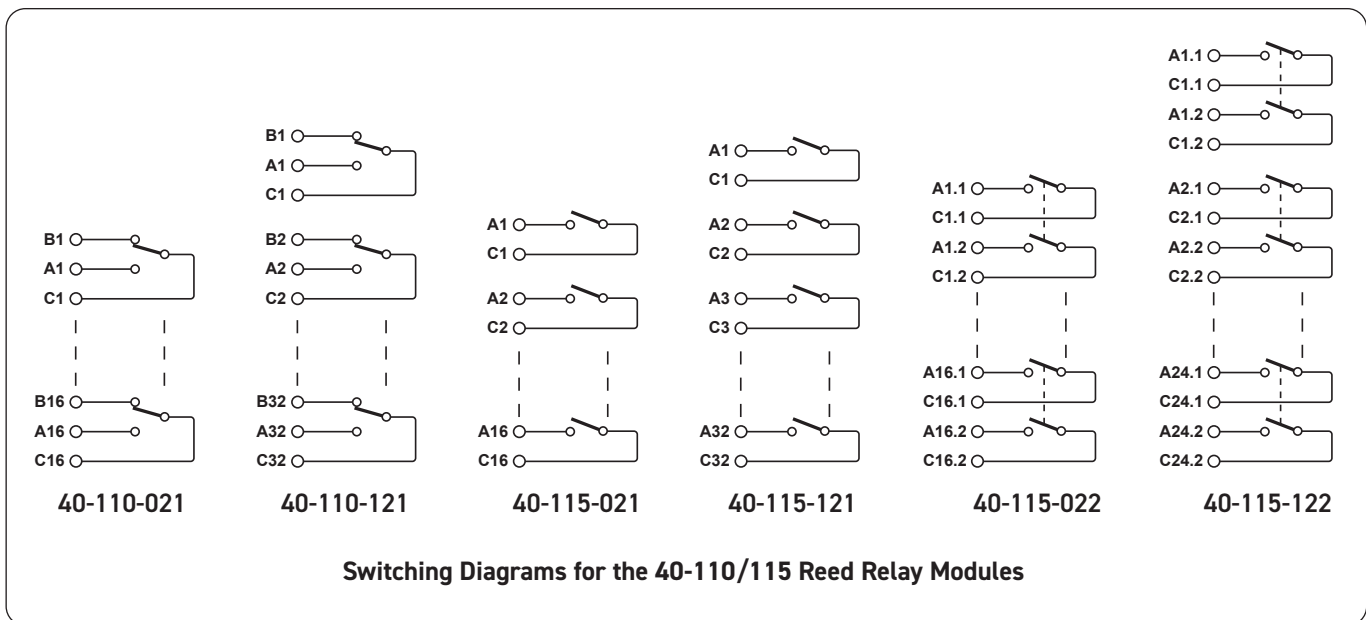 B1
A1
C1
B16
A16
C16
40-110-021
B1
A1
C1
B2
A2
C2
B32
A32
C32
40-110-121
A1
C1
A2
C2
A16
C16
40-115-021
A1
C1
A2
C2
A3
C3
A32
C32
40-115-121
A1.1
C1.1
A1.2
C1.2
A16.1
C16.1
A16.2
C16.2
40-115-022
A1.1
C1.1
A1.2
C1.2
A2.1
C2.1
A2.2
C2.2
A24.1
C24.1
A24.2
C24.2
40-115-122
Switching Diagrams for the 40-110/115 Reed Relay Modules